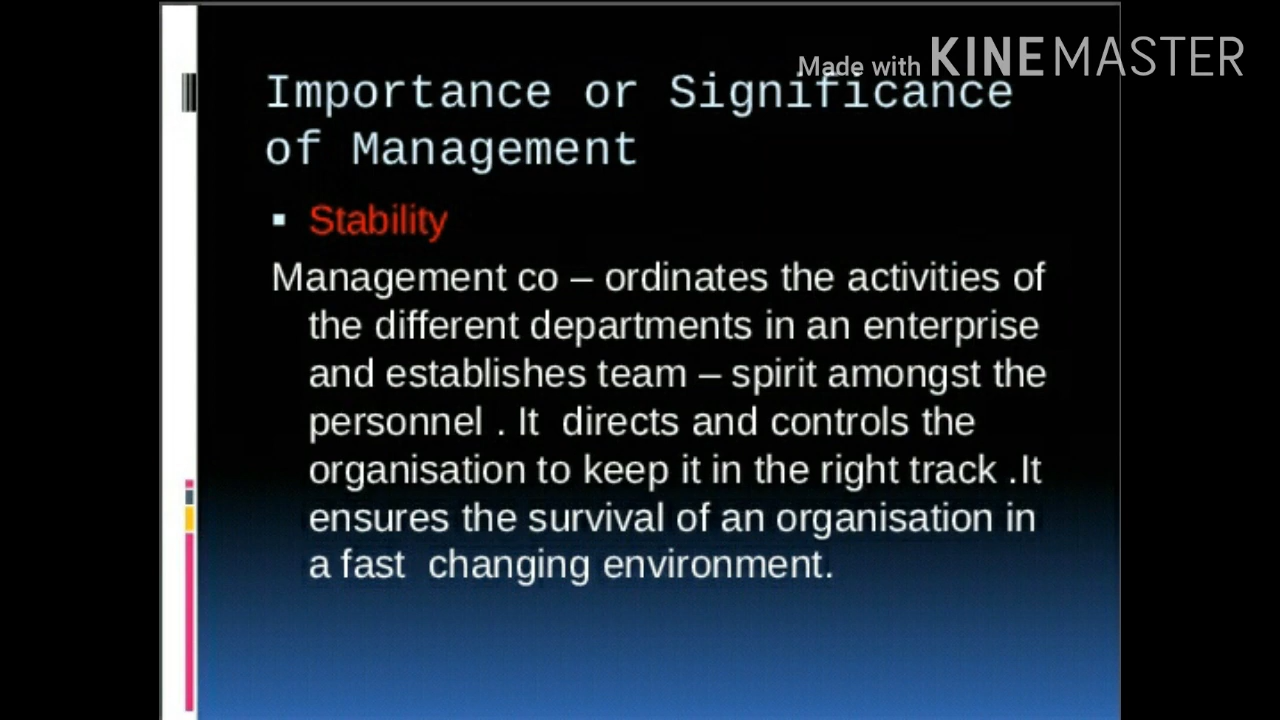 Made with KINEMASTER
Importance or Significance
of Management
▪ Stability
Management co – ordinates the activities of
the different departments in an enterprise
and establishes team – spirit amongst the
personnel . It  directs and controls the
organisation to keep it in the right track .It
ensures the survival of an organisation in
a fast  changing environment.